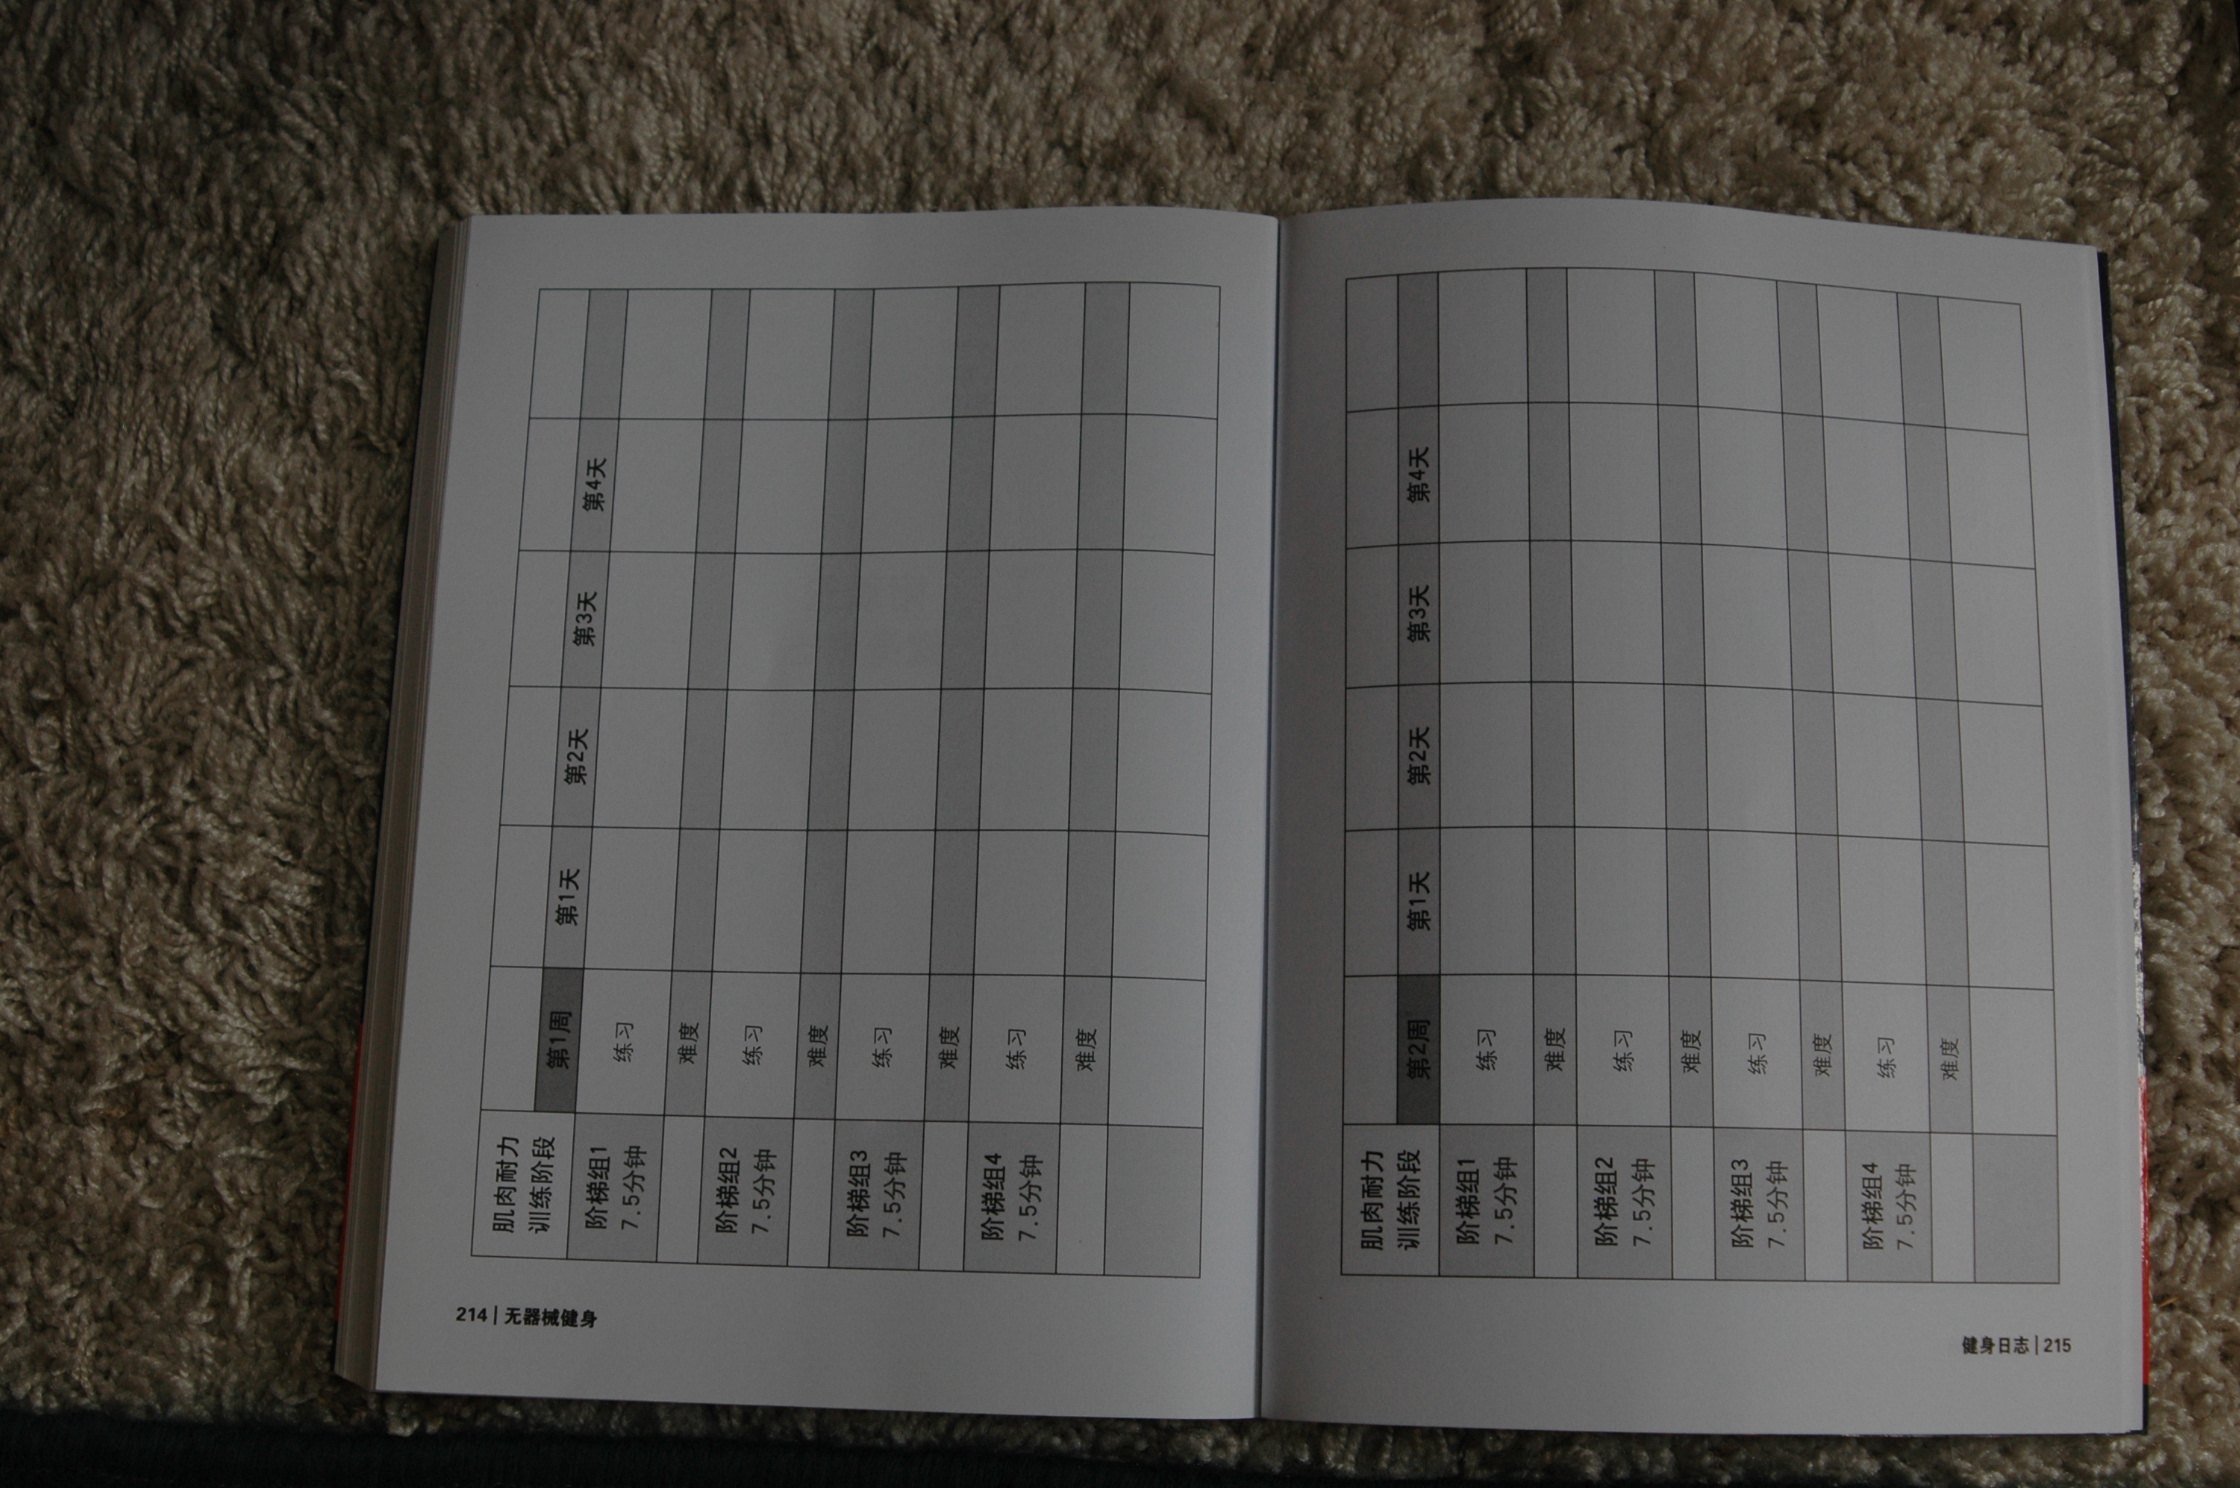 214 | 无器械健身
肌肉耐力
训练阶段
第1周 第1天 第2天 第3天 第4天
阶梯组1
7.5分钟
练习
难度
阶梯组2
7.5分钟
练习
难度
阶梯组3
7.5分钟
练习
难度
阶梯组4
7.5分钟
练习
难度
健身日志 | 215
肌肉耐力
训练阶段
第2周 第1天 第2天 第3天 第4天
阶梯组1
7.5分钟
练习
难度
阶梯组2
7.5分钟
练习
难度
阶梯组3
7.5分钟
练习
难度
阶梯组4
7.5分钟
练习
难度